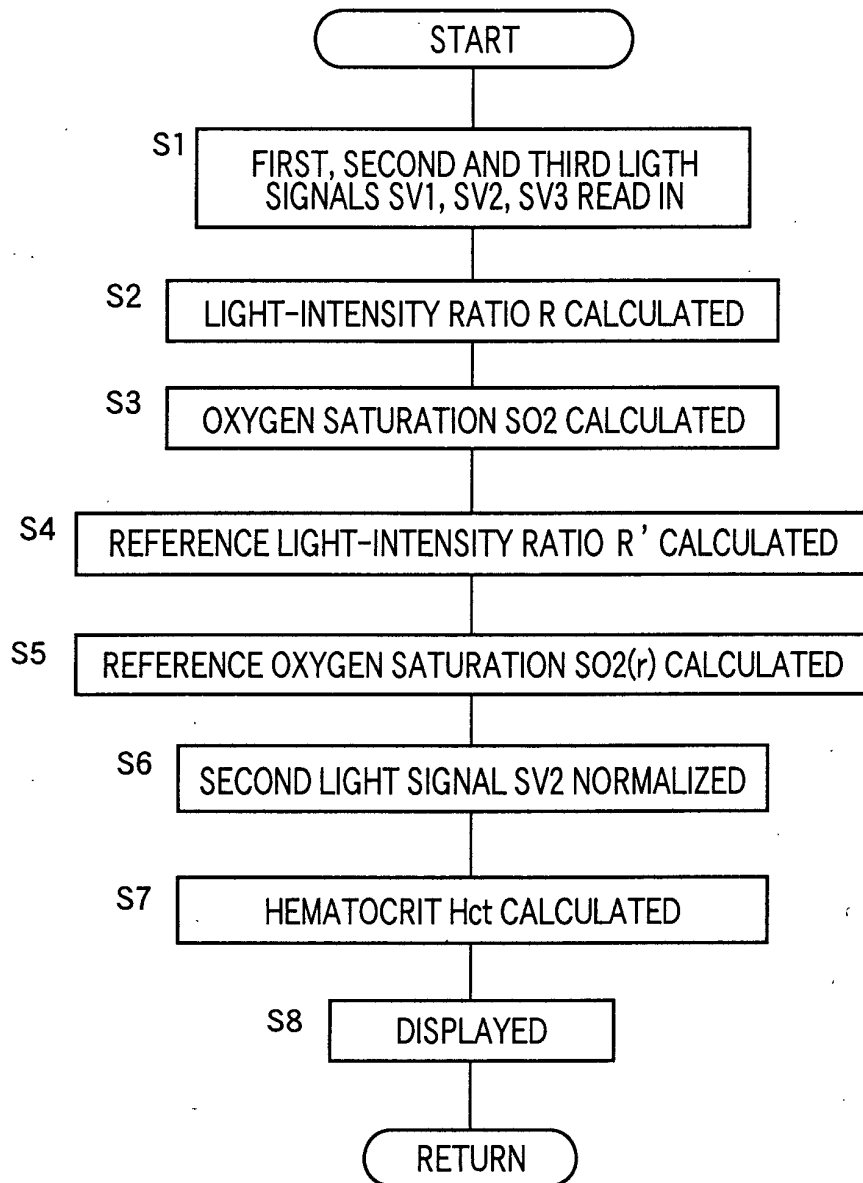 START
S1
FIRST, SECOND AND THIRD LIGTH
SIGNALS SV1, SV2, SV3 READ IN
S2
LIGHT-INTENSITY RATIO R CALCULATED
S3
OXYGEN SATURATION SO2 CALCULATED
S4
REFERENCE LIGHT-INTENSITY RATIO R' CALCULATED
S5
REFERENCE OXYGEN SATURATION SO2(r) CALCULATED
S6
SECOND LIGHT SIGNAL SV2 NORMALIZED
S7
HEMATOCRIT Hct CALCULATED
S8
DISPLAYED
RETURN